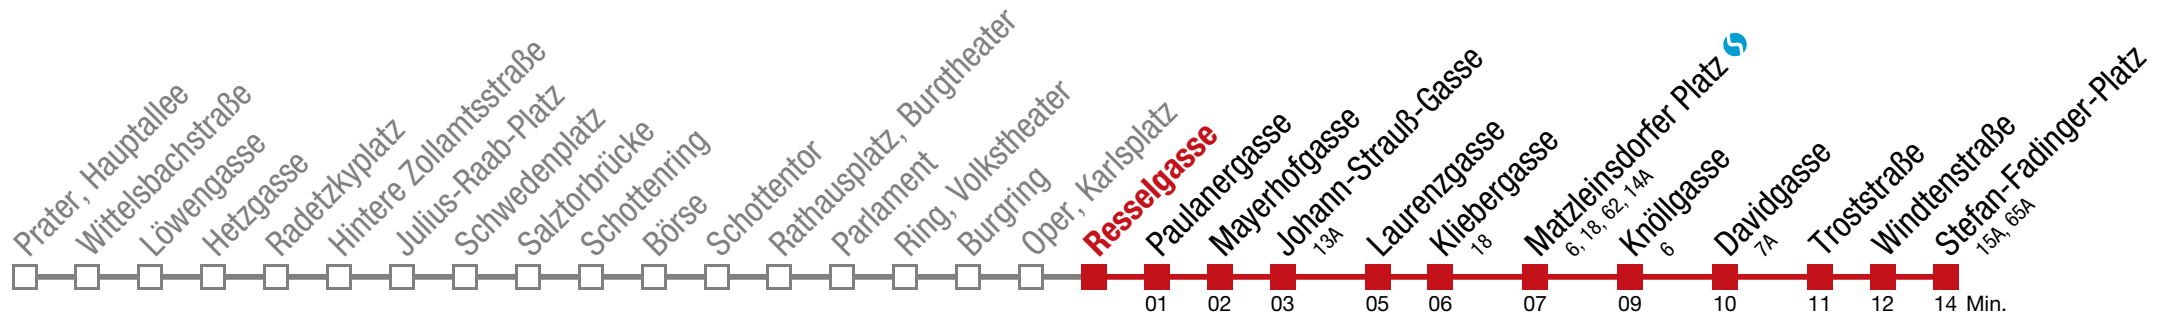 Prater, Hauptallee
Wittelsbachstraße
Löwengasse
Hetzgasse
Radetzkyplatz
Hintere Zollamtsstraße
Julius-Raab-Platz
Schwedenplatz
Salztorbrücke
Schottenring
Börse
Schottentor
Rathausplatz, Burgtheater
Parlament
Ring, Volkstheater
Burgring
Oper, Karlsplatz
Resselgasse
Paulanergasse
Mayerhofgasse
Johann-Strauß-Gasse
13A
Laurenzgasse
Kliebergasse
18
Matzleinsdorfer Platz
6, 18, 62, 14A
Knöllgasse
6
Davidgasse
7A
Troststraße
Windtenstraße
Stefan-Fadinger-Platz
15A, 65A
01 02 03 05 06 07 09 10 11 12 14 Min.